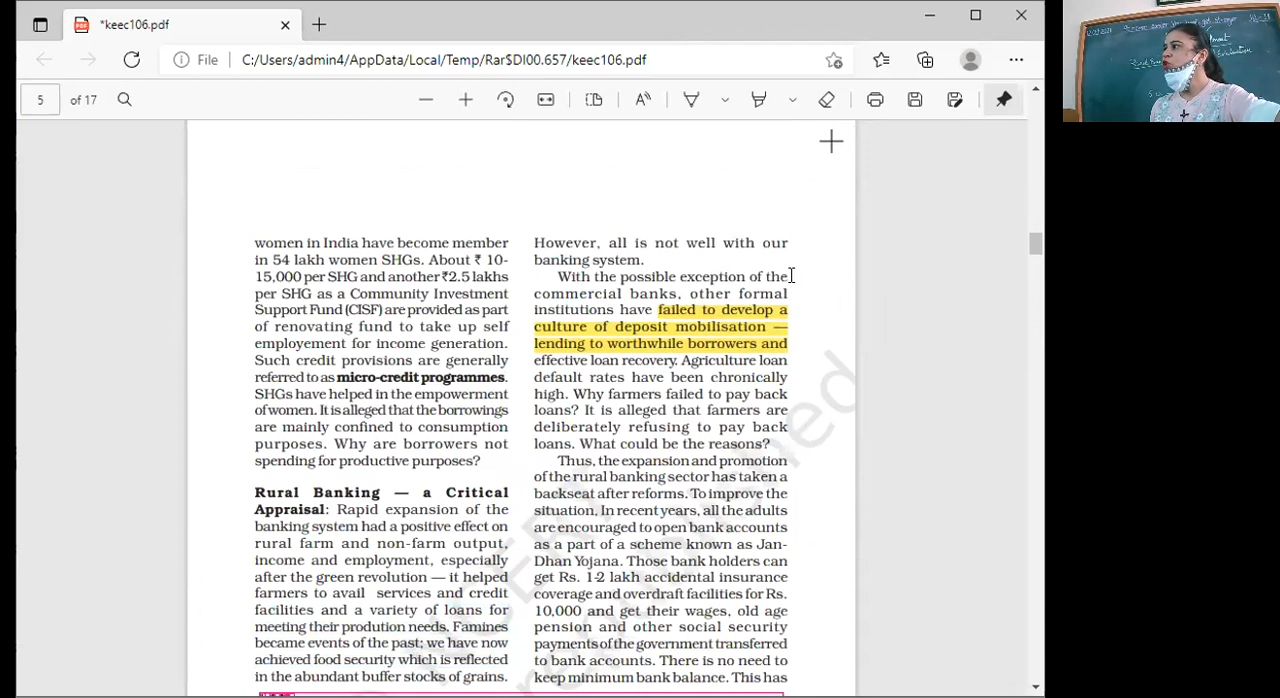 *keec106.pdf
File
C:/Users/admin4/AppData/Local/Temp/Rar$DI00.657/keec106.pdf
5
of 17
women in India have become member
in 54 lakh women SHGs. About ₹ 10-
15,000 per SHG and another ₹2.5 lakhs
per SHG as a Community Investment
Support Fund (CISF) are provided as part
of renovating fund to take up self
employement for income generation.
Such credit provisions are generally
referred to as micro-credit programmes.
SHGs have helped in the empowerment
of women. It is alleged that the borrowings
are mainly confined to consumption
purposes. Why are borrowers not
spending for productive purposes?
Rural Banking — a Critical
Appraisal: Rapid expansion of the
banking system had a positive effect on
rural farm and non-farm output,
income and employment, especially
after the green revolution — it helped
farmers to avail services and credit
facilities and a variety of loans for
meeting their prodution needs. Famines
became events of the past; we have now
achieved food security which is reflected
in the abundant buffer stocks of grains.
However, all is not well with our
banking system.
With the possible exception of the
commercial banks, other formal
institutions have failed to develop a
culture of deposit mobilisation —
lending to worthwhile borrowers and
effective loan recovery. Agriculture loan
default rates have been chronically
high. Why farmers failed to pay back
loans? It is alleged that farmers are
deliberately refusing to pay back
loans. What could be the reasons?
Thus, the expansion and promotion
of the rural banking sector has taken a
backseat after reforms. To improve the
situation, In recent years, all the adults
are encouraged to open bank accounts
as a part of a scheme known as Jan-
Dhan Yojana. Those bank holders can
get Rs. 1-2 lakh accidental insurance
coverage and overdraft facilities for Rs.
10,000 and get their wages, old age
pension and other social security
payments of the government transferred
to bank accounts. There is no need to
keep minimum bank balance. This has